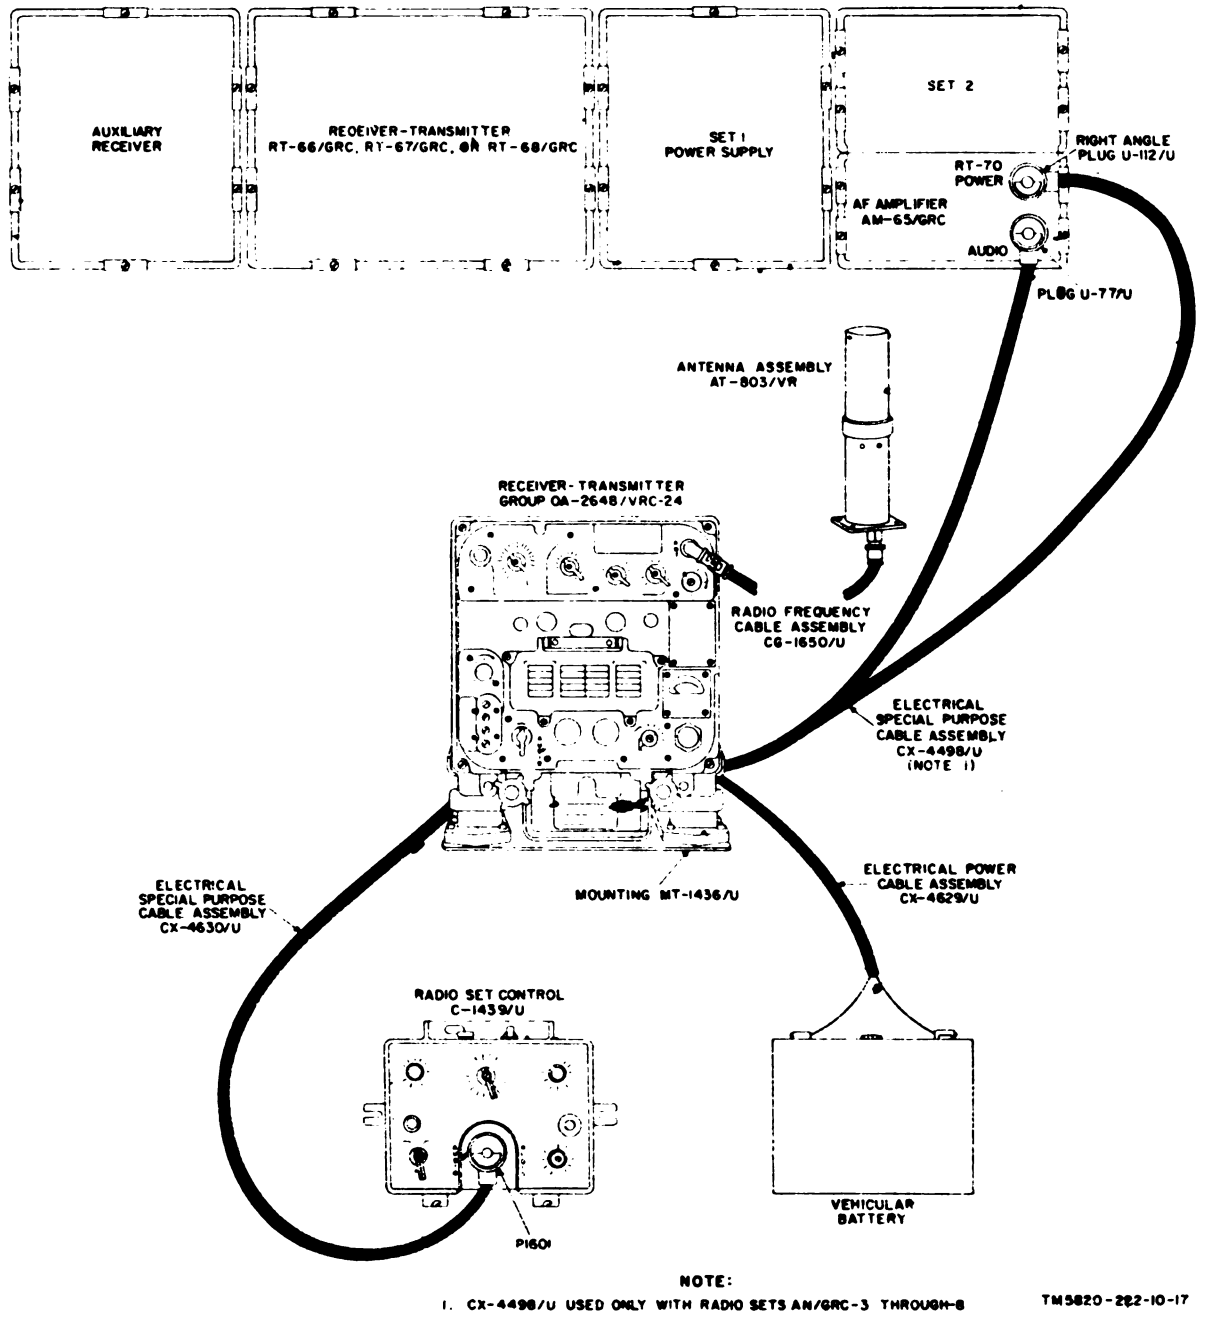 AUXILIARY
RECEIVER
RECEIVER-TRANSMITTER
RT-66/GRC, RT-67/GRC, OR RT-68/GRC
SET 1
POWER SUPPLY
SET 2
RT-70
POWER
RIGHT ANGLE
PLUG U-112/U
AF AMPLIFIER
AM-65/GRC
AUDIO
PLUG U-77/U
ANTENNA ASSEMBLY
AT-803/VR
RECEIVER-TRANSMITTER
GROUP OA-2648/VRC-24
RADIO FREQUENCY
CABLE ASSEMBLY
CG-1650/U
ELECTRICAL
SPECIAL PURPOSE
CABLE ASSEMBLY
CX-4498/U
(NOTE 1)
ELECTRICAL POWER
CABLE ASSEMBLY
CX-4629/U
MOUNTING MT-1436/U
ELECTRICAL
SPECIAL PURPOSE
CABLE ASSEMBLY
CX-4630/U
RADIO SET CONTROL
C-1439/U
P1601
VEHICULAR
BATTERY
NOTE:
1. CX-4498/U USED ONLY WITH RADIO SETS AN/GRC-3 THROUGH-8
TM5820-222-10-17